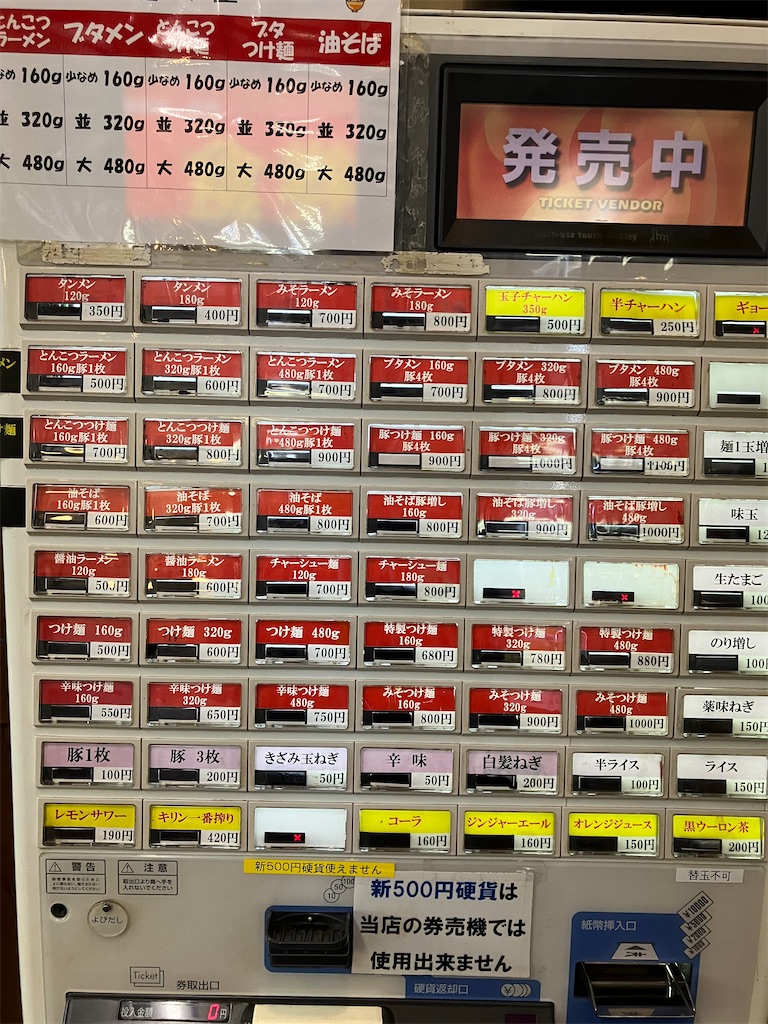 とんこつ ブタメン とんこつ ブタ 油そば
ラーメン つけ麺 つけ麺
少なめ 160g 少なめ 160g 少なめ 160g 少なめ 160g 少なめ 160g
並 320g 並 320g 並 320g 並 320g 並 320g
大 480g 大 480g 大 480g 大 480g 大 480g
発売中
TICKET VENDOR
タンメン 120g 350円
タンメン 180g 400円
みそラーメン 120g 700円
みそラーメン 180g 800円
玉子チャーハン 350g 500円
半チャーハン 250円
ギョー
とんこつラーメン 160g豚1枚 500円
とんこつラーメン 320g豚1枚 600円
とんこつラーメン 480g豚1枚 700円
ブタメン 160g 豚4枚 700円
ブタメン 320g 豚4枚 800円
ブタメン 480g 豚4枚 900円
とんこつつけ麺 160g豚1枚 700円
とんこつつけ麺 320g豚1枚 800円
とんこつつけ麺 480g豚1枚 900円
豚つけ麺 160g 豚4枚 900円
豚つけ麺 320g 豚4枚 1000円
豚つけ麺 480g 豚4枚 1100円
麺1玉増
油そば 160g豚1枚 600円
油そば 320g豚1枚 700円
油そば 480g豚1枚 800円
油そば豚増し 160g 800円
油そば豚増し 320g 900円
油そば豚増し 480g 1000円
味玉
醤油ラーメン 120g 500円
醤油ラーメン 180g 600円
チャーシュー麺 120g 700円
チャーシュー麺 180g 800円
生たまご 100
つけ麺 160g 500円
つけ麺 320g 600円
つけ麺 480g 700円
特製つけ麺 160g 680円
特製つけ麺 320g 780円
特製つけ麺 480g 880円
のり増し 100円
辛味つけ麺 160g 550円
辛味つけ麺 320g 650円
辛味つけ麺 480g 750円
みそつけ麺 160g 800円
みそつけ麺 320g 900円
みそつけ麺 480g 1000円
薬味ねぎ 150円
豚1枚 100円
豚 3枚 200円
きざみ玉ねぎ 50円
辛味 50円
白髪ねぎ 200円
半ライス 100円
ライス 150円
レモンサワー 190円
キリン一番搾り 420円
コーラ 160円
ジンジャーエール 160円
オレンジジュース 150円
黒ウーロン茶 200円
警告
注意
取出口より奥へ手を
入れないでください
新500円硬貨使えません
替玉不可
よびだし
新500円硬貨は
当店の券売機では
使用出来ません
紙幣挿入口
Ticket
券取出口
硬貨返却口
投入金額 0円